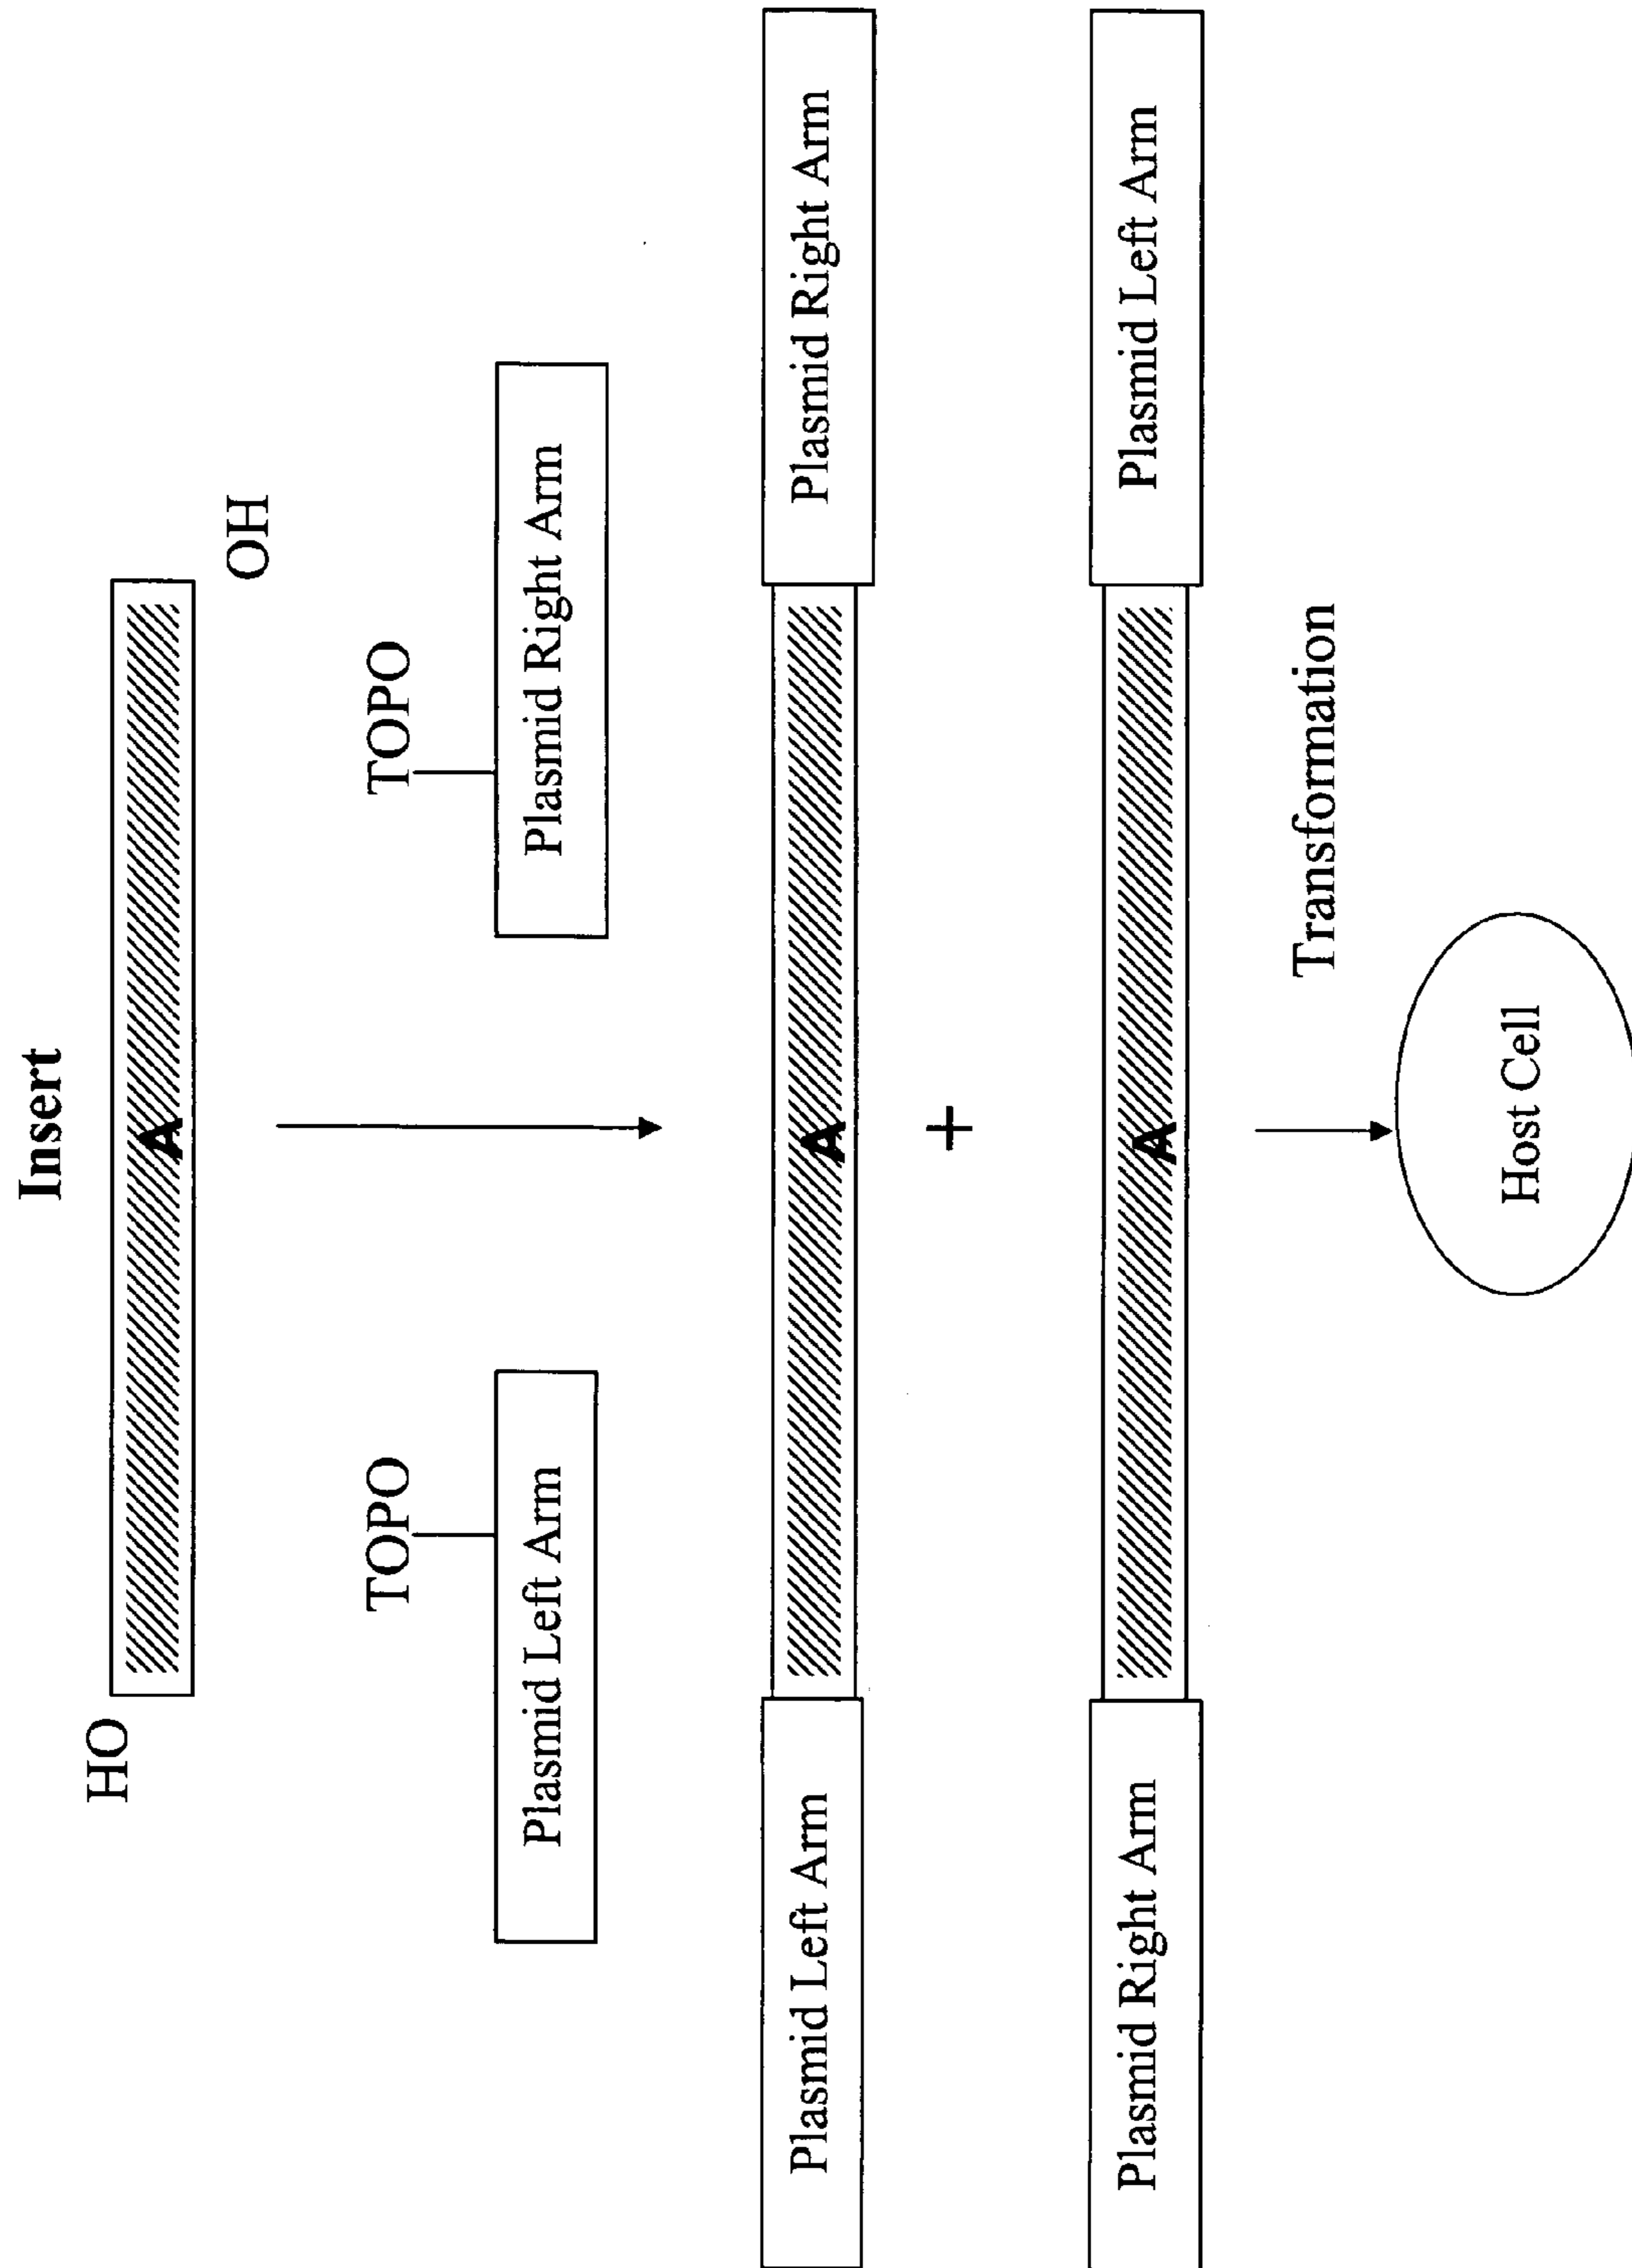 Insert
HO
A
OH
TOPO
TOPO
Plasmid Left Arm
Plasmid Right Arm
Plasmid Left Arm
A
Plasmid Right Arm
+
Plasmid Right Arm
A
Plasmid Left Arm
Transformation
Host Cell